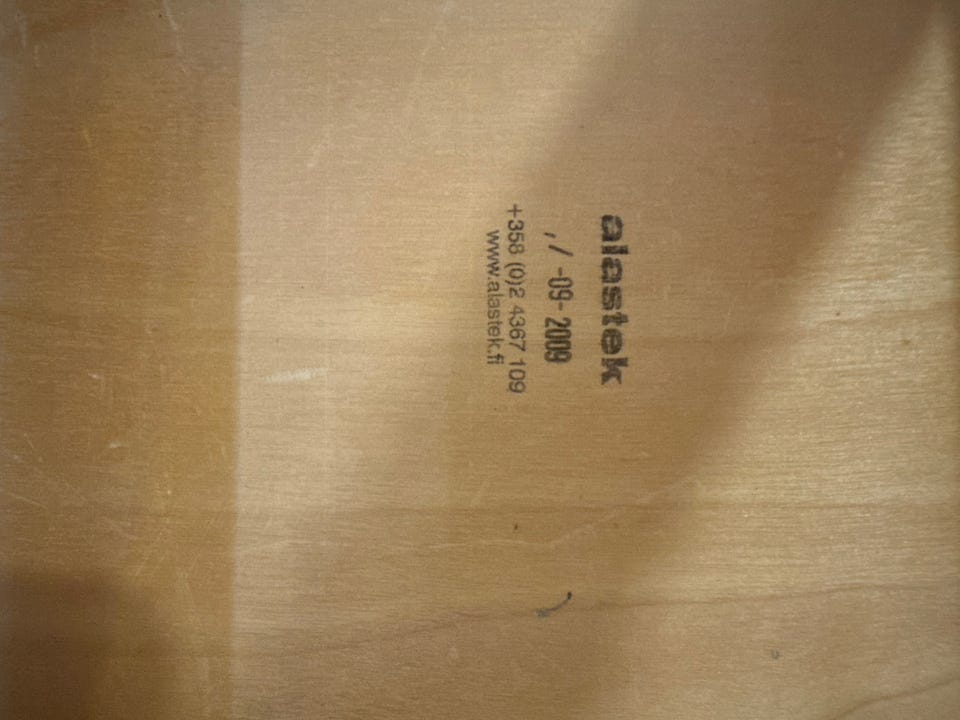 alastek
-09-2009
+358 (0)2 4367 109
www.alastek.fi